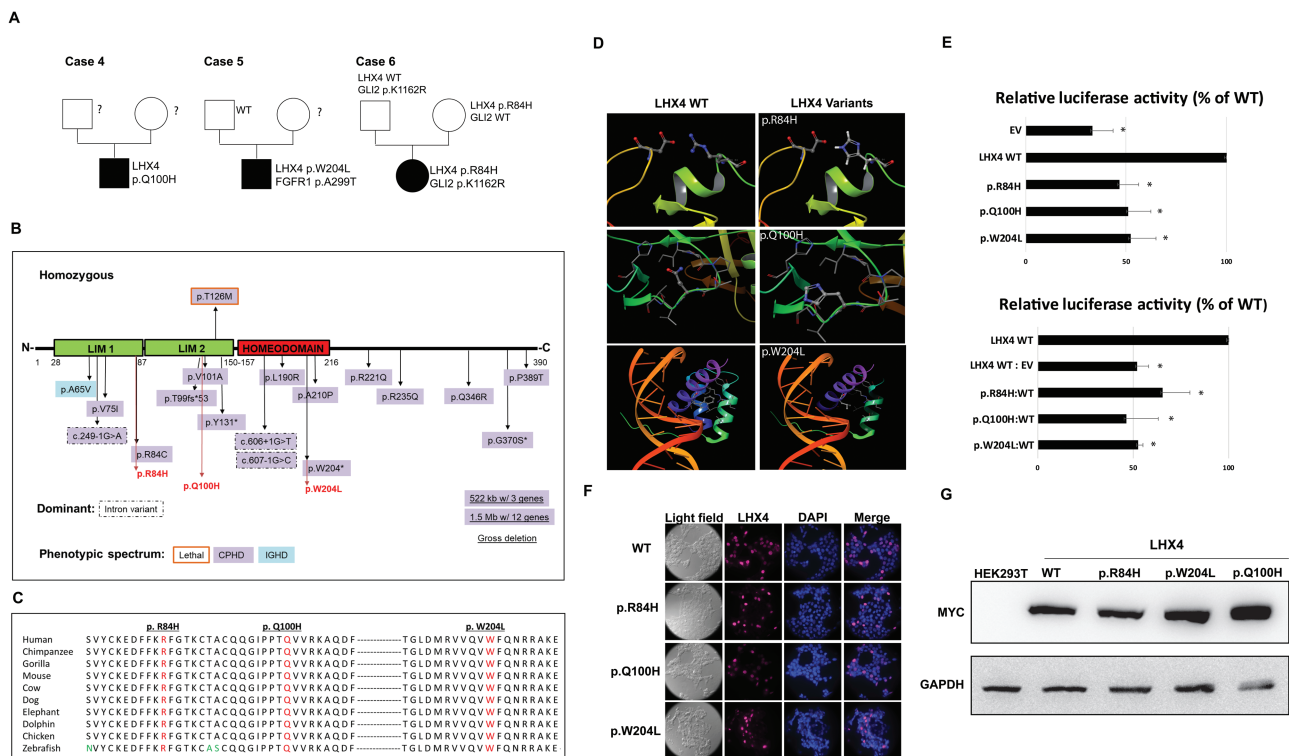 A
Case 4
Case 5
Case 6
LHX4 WT
GLI2 p.K1162R
?
?
WT
?
LHX4 p.R84H
GLI2 WT
LHX4
p.Q100H
LHX4 p.W204L
FGFR1 p.A299T
LHX4 p.R84H
GLI2 p.K1162R
B
Homozygous
p.T126M
N-
LIM 1
LIM 2
HOMEODOMAIN
-C
1
28
87
150-157
216
390
p.A65V
p.V75I
c.249-1G>A
p.R84C
p.R84H
p.V101A
p.T99fs*53
p.Y131*
p.Q100H
p.L190R
p.A210P
c.606+1G>T
c.607-1G>C
p.W204*
p.W204L
p.R221Q
p.R235Q
p.Q346R
p.P389T
p.G370S*
Dominant:
Intron variant
522 kb w/ 3 genes
1.5 Mb w/ 12 genes
Gross deletion
Phenotypic spectrum:
Lethal
CPHD
IGHD
C
p. R84H
p. Q100H
p. W204L
Human SVYCKEDFFKRFGTKCTACQQGIPPTQVVRKAQDF--------------TGLDMRVVQVWFQNRRAKE
Chimpanzee SVYCKEDFFKRFGTKCTACQQGIPPTQVVRKAQDF--------------TGLDMRVVQVWFQNRRAKE
Gorilla SVYCKEDFFKRFGTKCTACQQGIPPTQVVRKAQDF--------------TGLDMRVVQVWFQNRRAKE
Mouse SVYCKEDFFKRFGTKCTACQQGIPPTQVVRKAQDF--------------TGLDMRVVQVWFQNRRAKE
Cow SVYCKEDFFKRFGTKCTACQQGIPPTQVVRKAQDF--------------TGLDMRVVQVWFQNRRAKE
Dog SVYCKEDFFKRFGTKCTACQQGIPPTQVVRKAQDF--------------TGLDMRVVQVWFQNRRAKE
Elephant SVYCKEDFFKRFGTKCTACQQGIPPTQVVRKAQDF--------------TGLDMRVVQVWFQNRRAKE
Dolphin SVYCKEDFFKRFGTKCTACQQGIPPTQVVRKAQDF--------------TGLDMRVVQVWFQNRRAKE
Chicken SVYCKEDFFKRFGTKCTACQQGIPPTQVVRKAQDF--------------TGLDMRVVQVWFQNRRAKE
Zebrafish NVYCKEDFFKRFGTKCASCQQGIPPTQVVRKAQDF--------------TGLDMRVVQVWFQNRRAKE
D
LHX4 WT
LHX4 Variants
p.R84H
p.Q100H
p.W204L
E
Relative luciferase activity (% of WT)
EV
*
LHX4 WT
p.R84H
*
p.Q100H
*
p.W204L
*
0
50
100
Relative luciferase activity (% of WT)
LHX4 WT
LHX4 WT : EV
*
p.R84H:WT
*
p.Q100H:WT
*
p.W204L:WT
*
0
50
100
F
Light field
LHX4
DAPI
Merge
WT
p.R84H
p.Q100H
p.W204L
G
LHX4
HEK293T
WT
p.R84H
p.W204L
p.Q100H
MYC
GAPDH